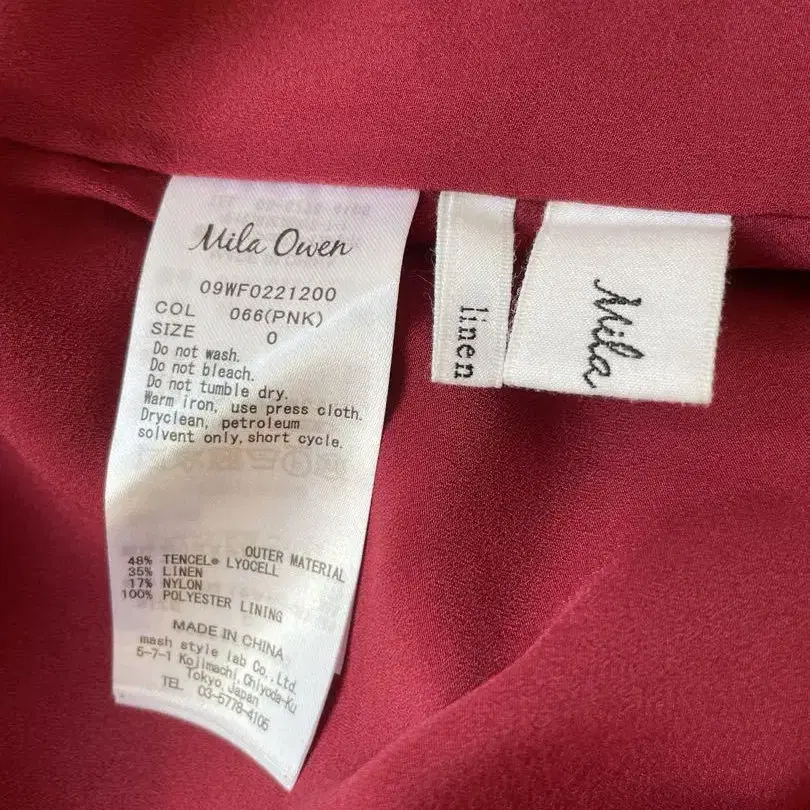 Mila Owen
09WF0221200
COL 066(PNK)
SIZE 0
Do not wash.
Do not bleach.
Do not tumble dry.
Warm iron, use press cloth.
Dryclean, petroleum
solvent only, short cycle.
OUTER MATERIAL
48% TENCEL® LYOCELL
35% LINEN
17% NYLON
100% POLYESTER LINING
MADE IN CHINA
mash style lab Co.,Ltd.
5-7-1 Kojimachi,Chiyoda-Ku
Tokyo Japan
TEL 03-5778-4105
linen
Mila